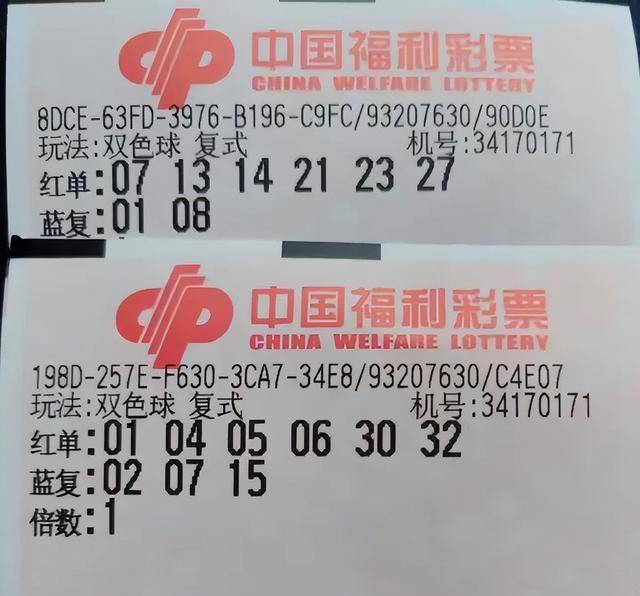 中国福利彩票
CHINA WELFARE LOTTERY
8DCE-63FD-3976-B196-C9FC/93207630/90D0E
玩法:双色球 复式 机号:34170171
红单:07 13 14 21 23 27
蓝复:01 08
中国福利彩票
CHINA WELFARE LOTTERY
198D-257E-F630-3CA7-34E8/93207630/C4E07
玩法:双色球 复式 机号:34170171
红单:01 04 05 06 30 32
蓝复:02 07 15
倍数:1